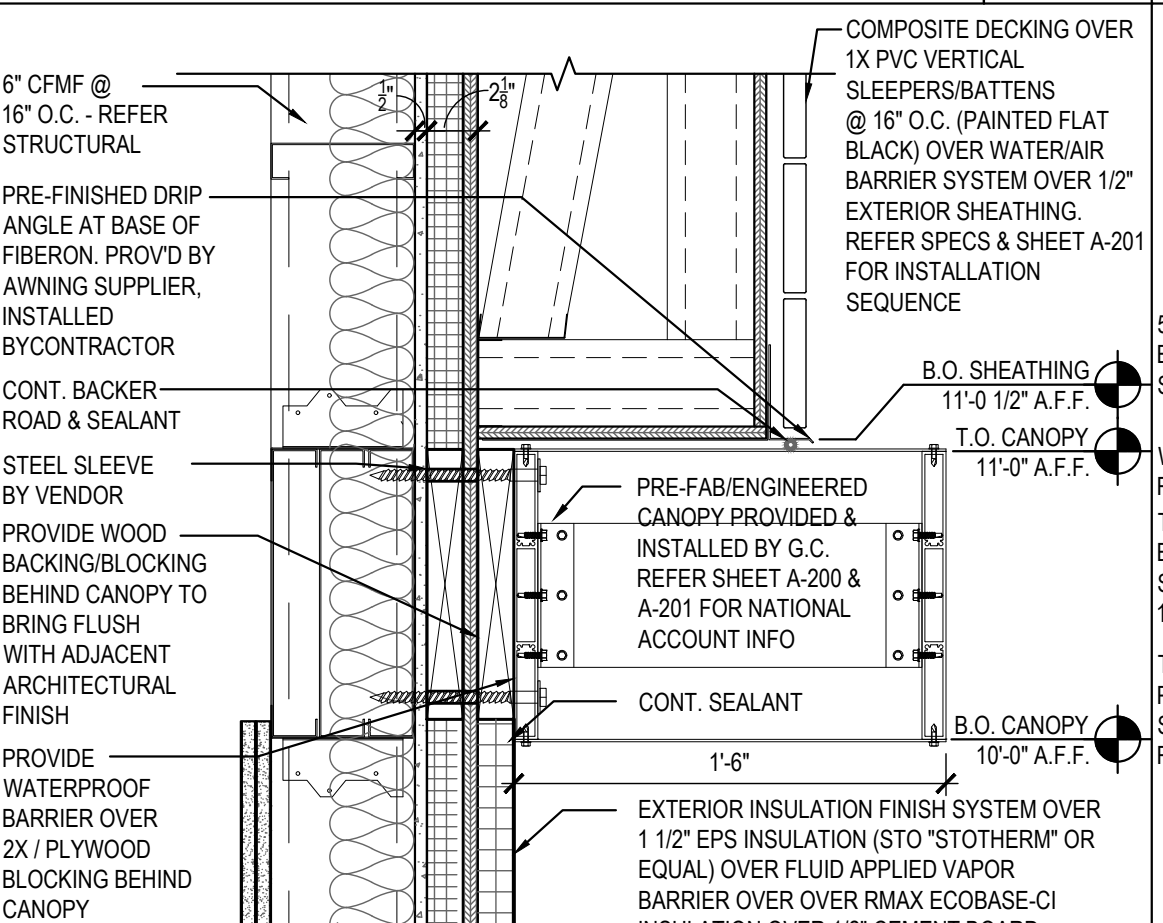 6" CFMF @
16" O.C. - REFER
STRUCTURAL
PRE-FINISHED DRIP
ANGLE AT BASE OF
FIBERON. PROV'D BY
AWNING SUPPLIER,
INSTALLED
BYCONTRACTOR
CONT. BACKER
ROAD & SEALANT
STEEL SLEEVE
BY VENDOR
PROVIDE WOOD
BACKING/BLOCKING
BEHIND CANOPY TO
BRING FLUSH
WITH ADJACENT
ARCHITECTURAL
FINISH
PROVIDE
WATERPROOF
BARRIER OVER
2X / PLYWOOD
BLOCKING BEHIND
CANOPY
1/2"
2 1/8"
COMPOSITE DECKING OVER
1X PVC VERTICAL
SLEEPERS/BATTENS
@ 16" O.C. (PAINTED FLAT
BLACK) OVER WATER/AIR
BARRIER SYSTEM OVER 1/2"
EXTERIOR SHEATHING.
REFER SPECS & SHEET A-201
FOR INSTALLATION
SEQUENCE
B.O. SHEATHING
11'-0 1/2" A.F.F.
T.O. CANOPY
11'-0" A.F.F.
PRE-FAB/ENGINEERED
CANOPY PROVIDED &
INSTALLED BY G.C.
REFER SHEET A-200 &
A-201 FOR NATIONAL
ACCOUNT INFO
CONT. SEALANT
B.O. CANOPY
10'-0" A.F.F.
1'-6"
EXTERIOR INSULATION FINISH SYSTEM OVER
1 1/2" EPS INSULATION (STO "STOTHERM" OR
EQUAL) OVER FLUID APPLIED VAPOR
BARRIER OVER OVER RMAX ECOBASE-CI
INSULATION OVER 1/2" CEMENT BOARD